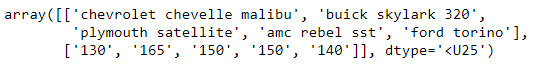 array([['chevrolet chevelle malibu', 'buick skylark 320',
'plymouth satellite', 'amc rebel sst', 'ford torino'],
['130', '165', '150', '150', '140']], dtype='<U25')